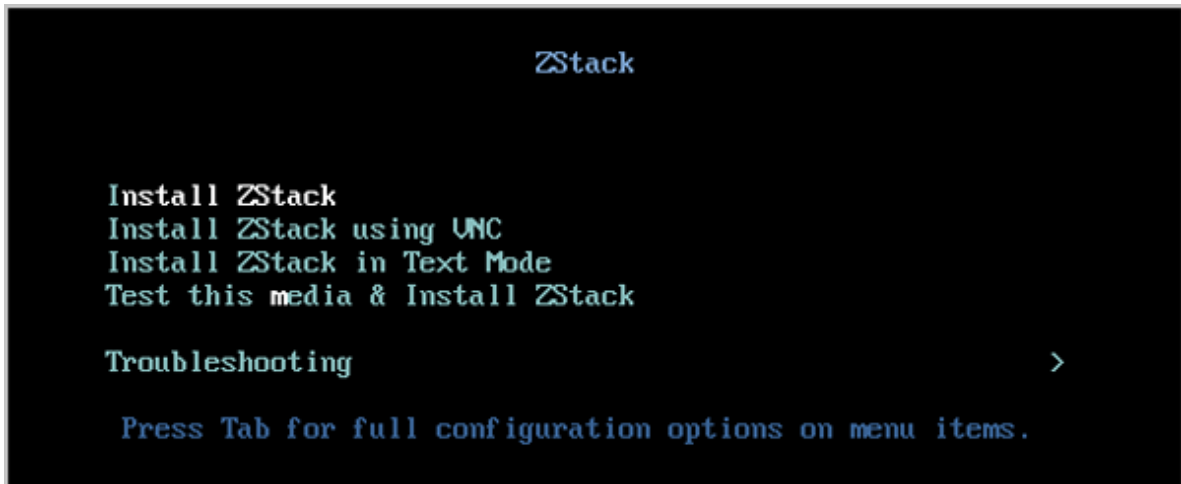 ZStack
Install ZStack
Install ZStack using VNC
Install ZStack in Text Mode
Test this media & Install ZStack
Troubleshooting >
Press Tab for full configuration options on menu items.